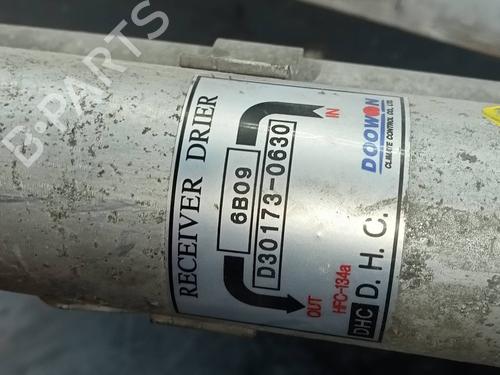 B-PARTS
RECEIVER DRIER
6B09
D30173-0630
IN
OUT
HFC-134a
DHC D. H. C.
DOOWON
CLIMATE CONTROL CO., LTD.